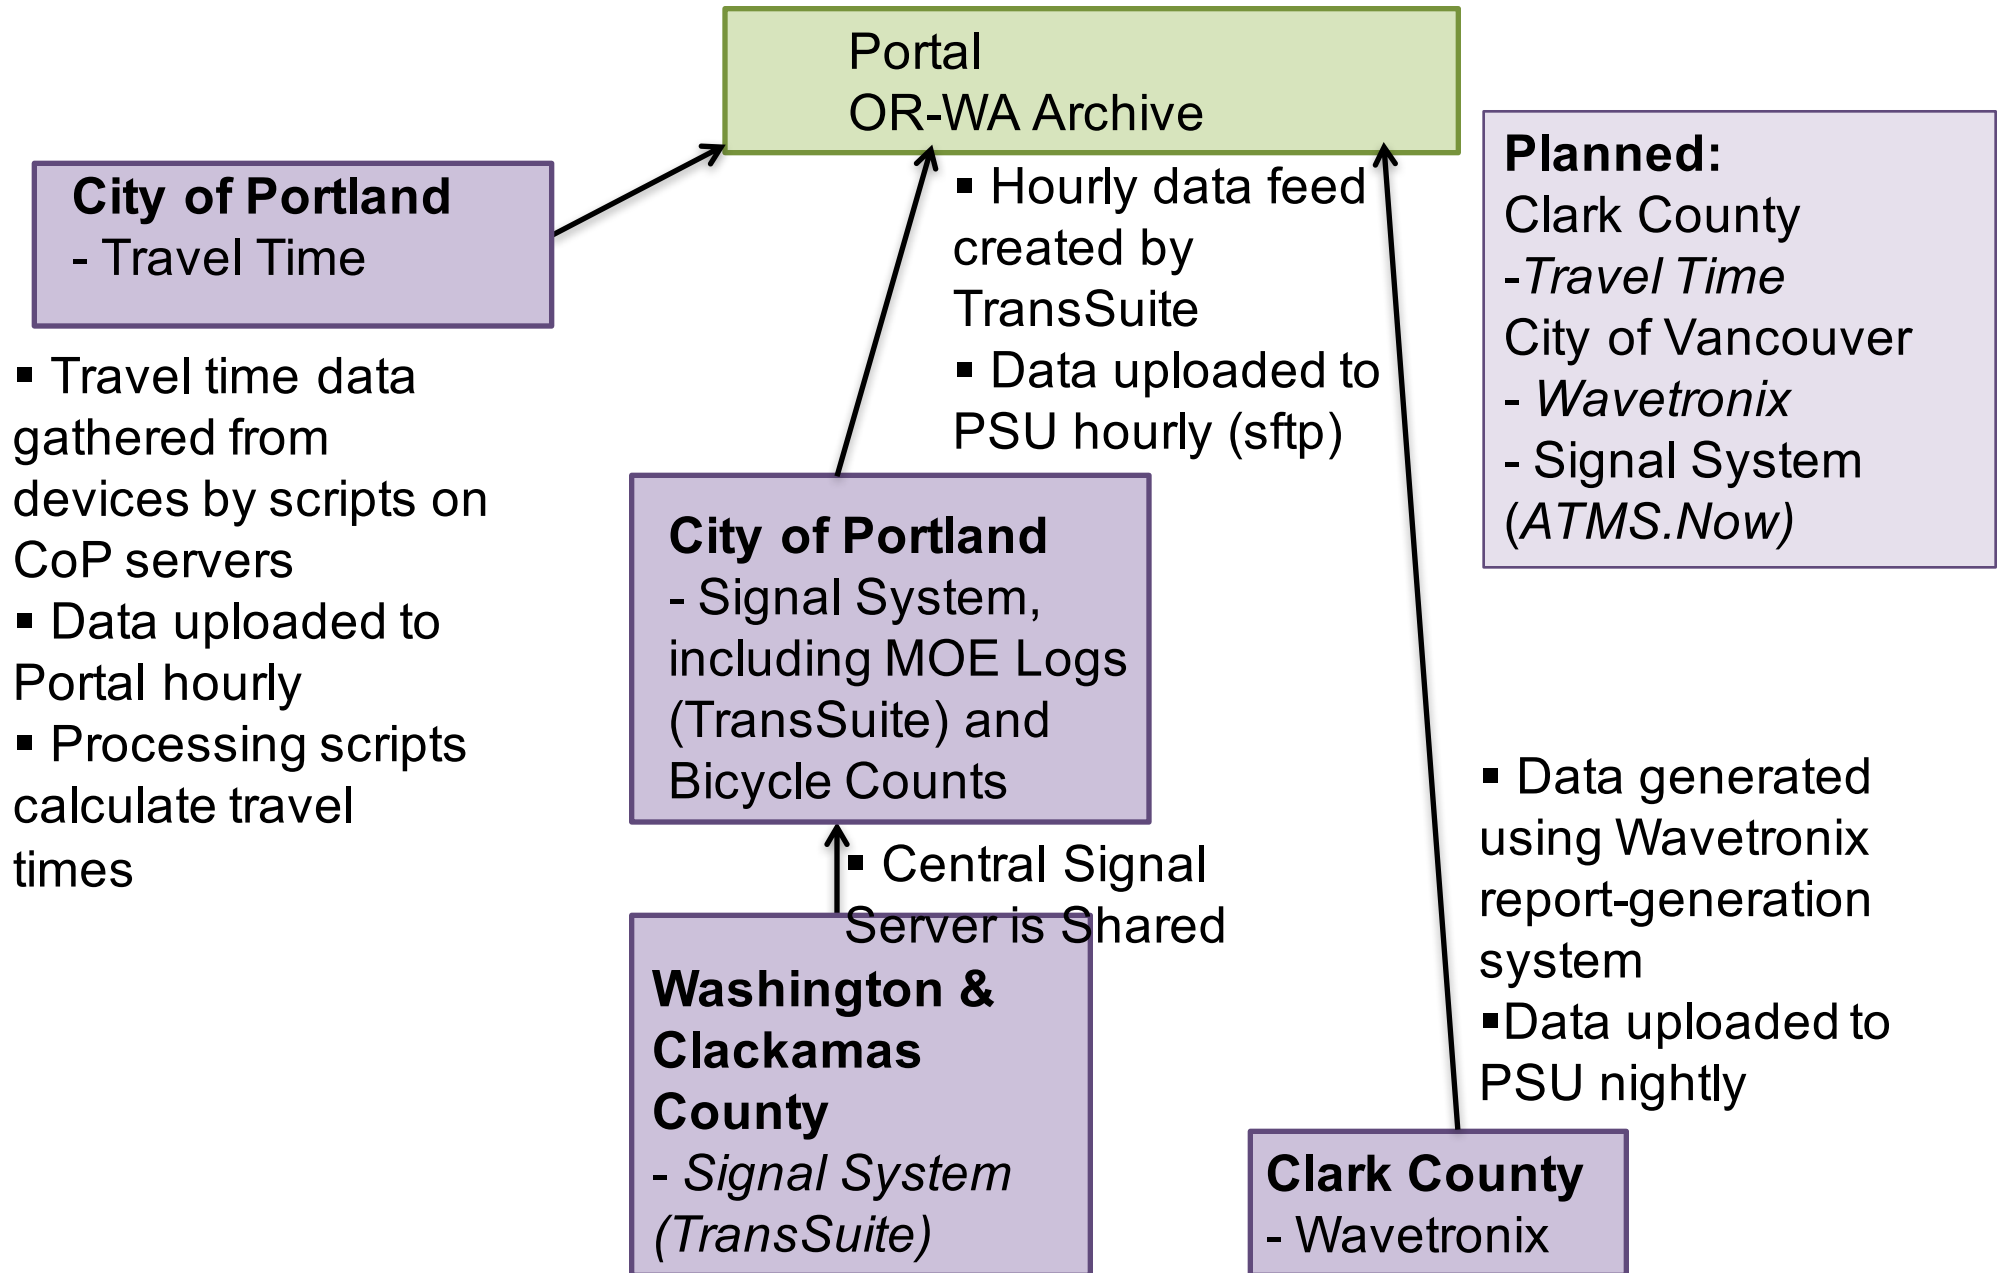 Portal
OR-WA Archive
City of Portland
- Travel Time
▪ Travel time data
gathered from
devices by scripts on
CoP servers
▪ Data uploaded to
Portal hourly
▪ Processing scripts
calculate travel
times
▪ Hourly data feed
created by
TransSuite
▪ Data uploaded to
PSU hourly (sftp)
City of Portland
- Signal System,
including MOE Logs
(TransSuite) and
Bicycle Counts
▪ Central Signal
Server is Shared
Washington &
Clackamas
County
- Signal System
(TransSuite)
Planned:
Clark County
-Travel Time
City of Vancouver
- Wavetronix
- Signal System
(ATMS.Now)
▪ Data generated
using Wavetronix
report-generation
system
▪Data uploaded to
PSU nightly
Clark County
- Wavetronix